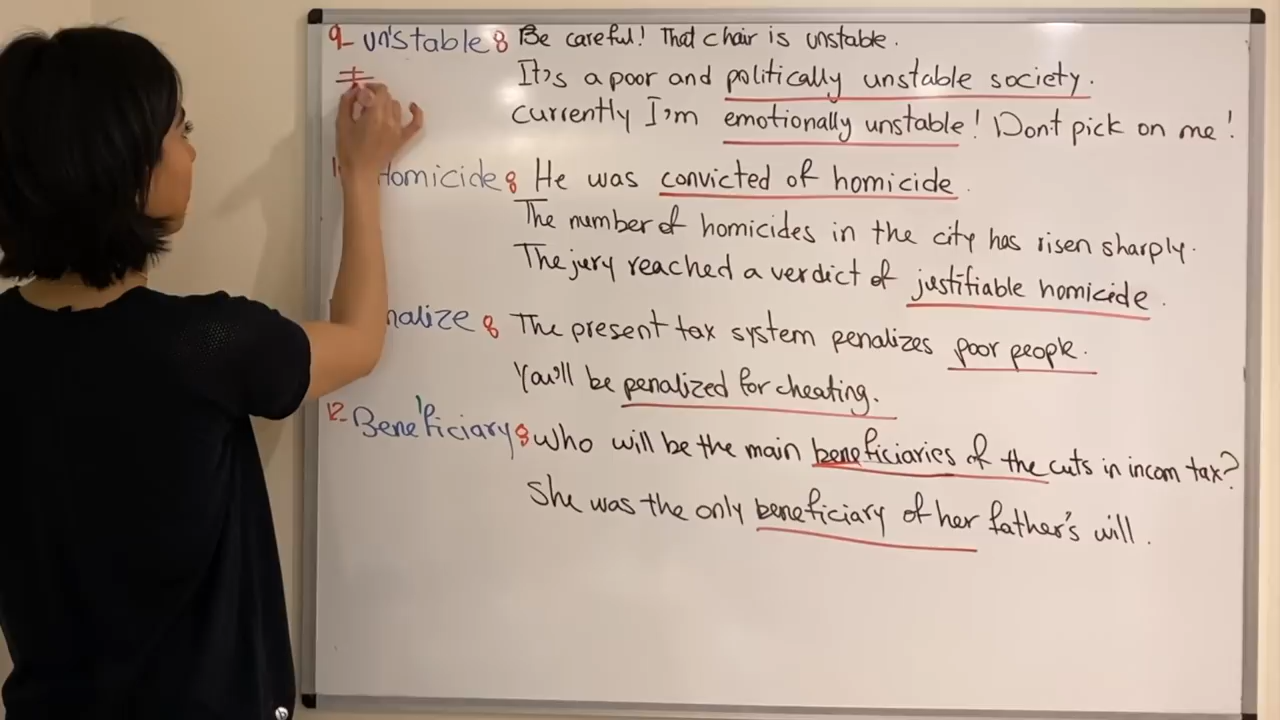 9- un'stable: Be careful! That chair is unstable.
≠ It's a poor and politically unstable society.
currently I'm emotionally unstable! Don't pick on me!
Homicide: He was convicted of homicide.
The number of homicides in the city has risen sharply.
The jury reached a verdict of justifiable homicide.
nalize: The present tax system penalizes poor people.
You'll be penalized for cheating.
12- Bene'ficiary: who will be the main beneficiaries of the cuts in incom tax?
She was the only beneficiary of her father's will.